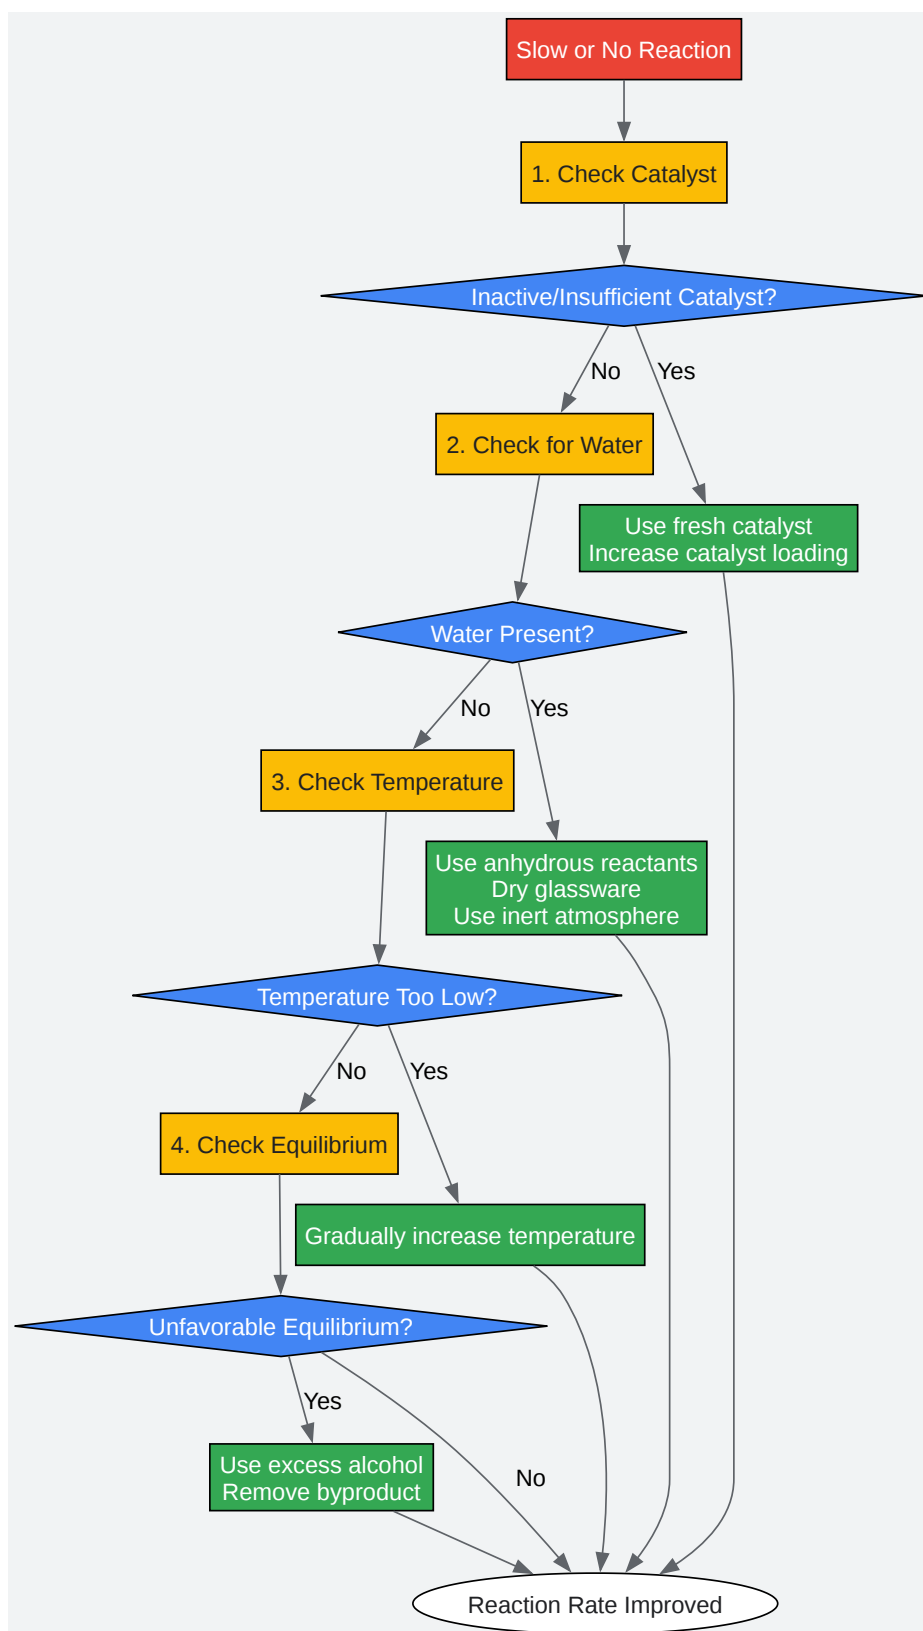 Slow or No Reaction
1. Check Catalyst
Inactive/Insufficient Catalyst?
No
Yes
2. Check for Water
Use fresh catalyst
Increase catalyst loading
Water Present?
No
Yes
3. Check Temperature
Use anhydrous reactants
Dry glassware
Use inert atmosphere
Temperature Too Low?
No
Yes
4. Check Equilibrium
Gradually increase temperature
Unfavorable Equilibrium?
Yes
Use excess alcohol
Remove byproduct
No
Reaction Rate Improved